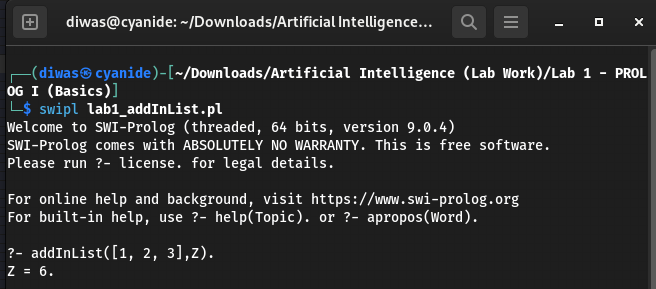 diwas@cyanide: ~/Downloads/Artificial Intelligence...
┌──(diwas㉿cyanide)-[~/Downloads/Artificial Intelligence (Lab Work)/Lab 1 - PROL
OG I (Basics)]
└─$ swipl lab1_addInList.pl
Welcome to SWI-Prolog (threaded, 64 bits, version 9.0.4)
SWI-Prolog comes with ABSOLUTELY NO WARRANTY. This is free software.
Please run ?- license. for legal details.
For online help and background, visit https://www.swi-prolog.org
For built-in help, use ?- help(Topic). or ?- apropos(Word).
?- addInList([1, 2, 3],Z).
Z = 6.